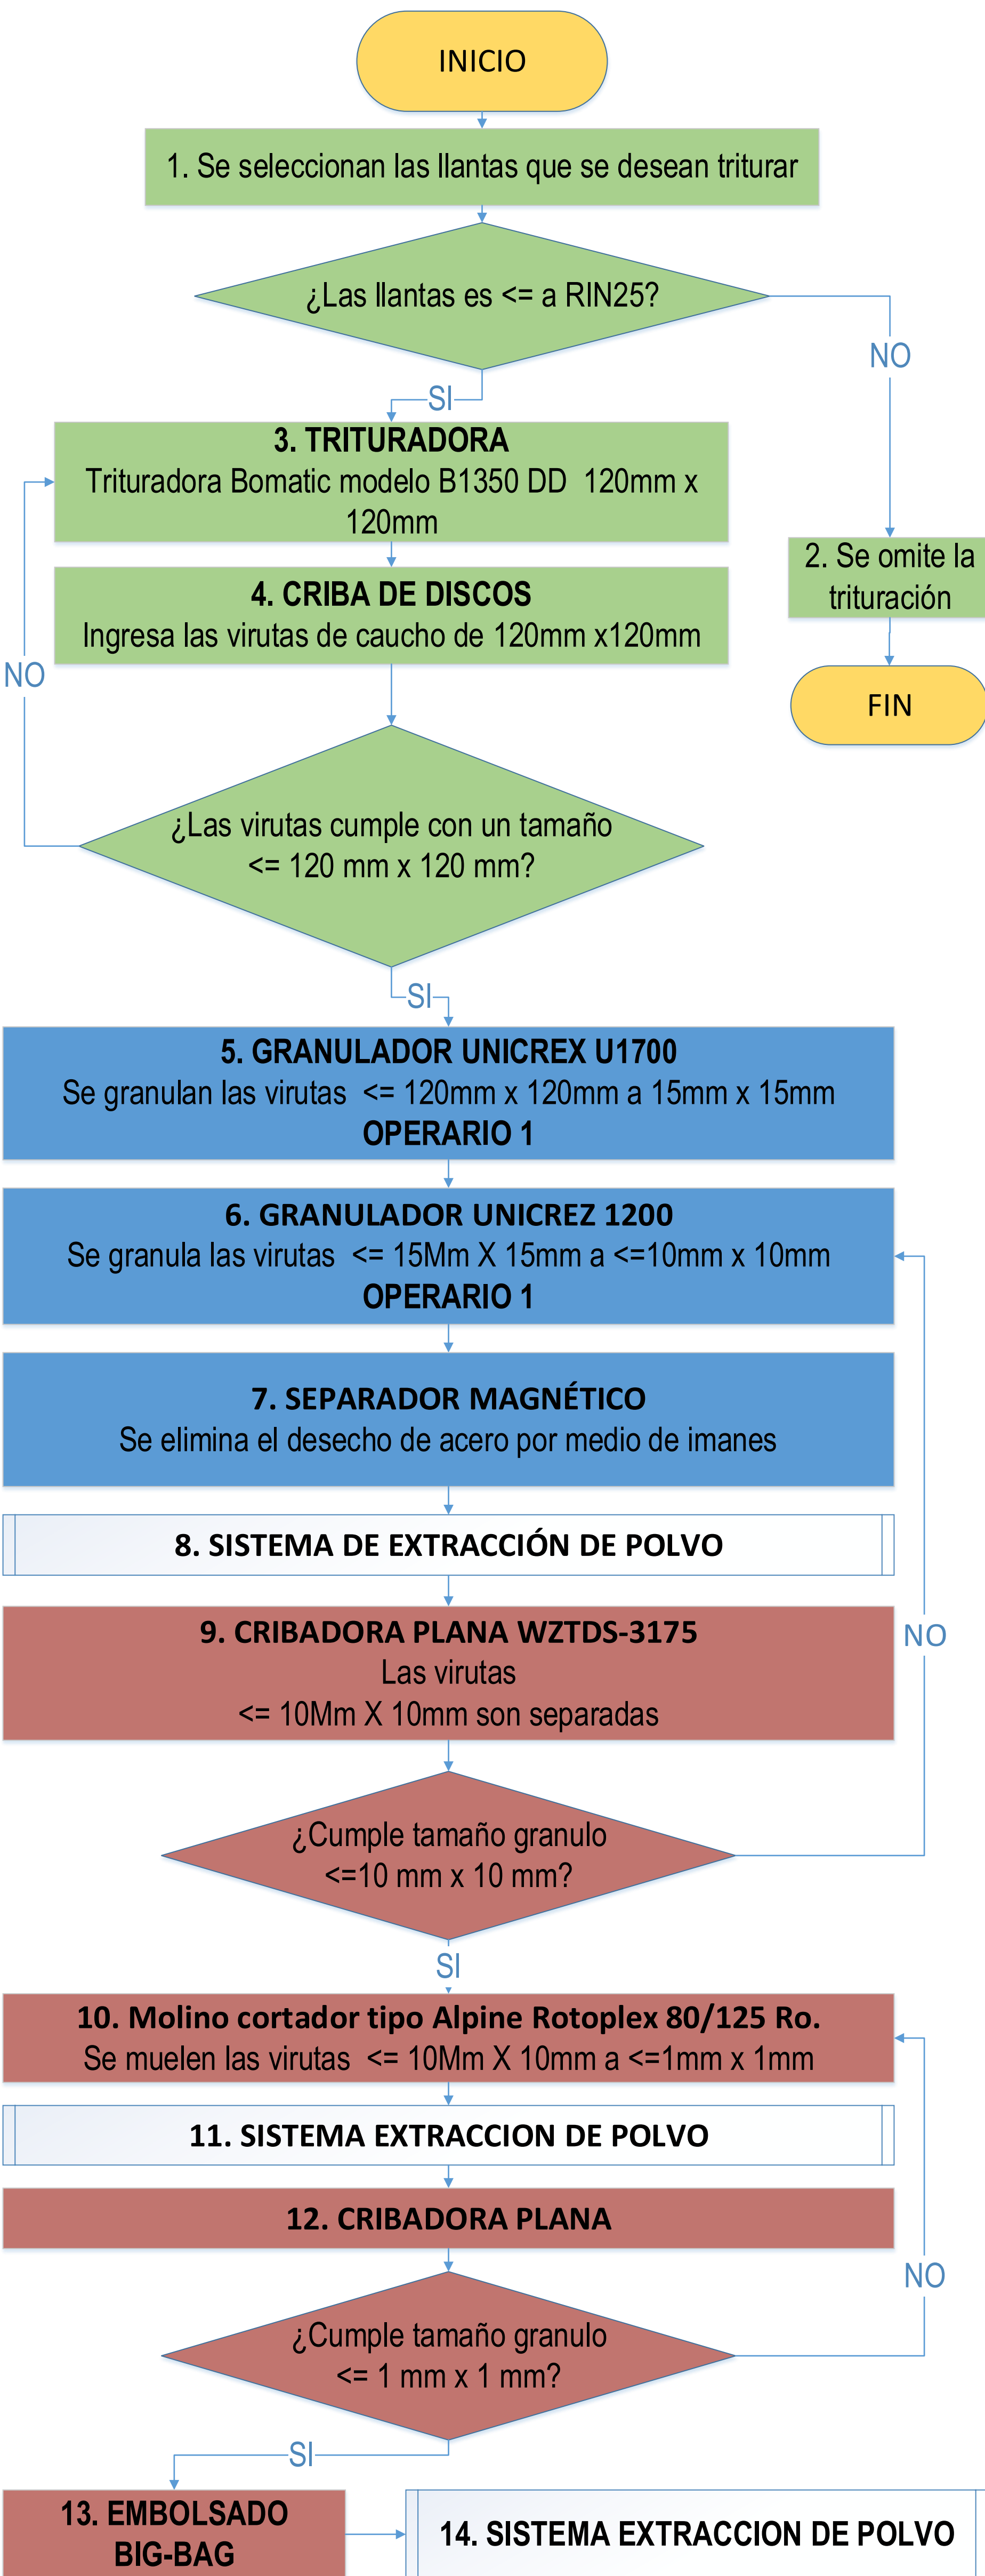 INICIO
1. Se seleccionan las llantas que se desean triturar
¿Las llantas es <= a RIN25?
NO
SI
3. TRITURADORA
Trituradora Bomatic modelo B1350 DD  120mm x
120mm
2. Se omite la
trituración
4. CRIBA DE DISCOS
Ingresa las virutas de caucho de 120mm x120mm
NO
FIN
¿Las virutas cumple con un tamaño
<= 120 mm x 120 mm?
SI
5. GRANULADOR UNICREX U1700
Se granulan las virutas  <= 120mm x 120mm a 15mm x 15mm
OPERARIO 1
6. GRANULADOR UNICREZ 1200
Se granula las virutas  <= 15Mm X 15mm a <=10mm x 10mm
OPERARIO 1
7. SEPARADOR MAGNÉTICO
Se elimina el desecho de acero por medio de imanes
8. SISTEMA DE EXTRACCIÓN DE POLVO
9. CRIBADORA PLANA WZTDS-3175
NO
Las virutas
<= 10Mm X 10mm son separadas
¿Cumple tamaño granulo
<=10 mm x 10 mm?
SI
10. Molino cortador tipo Alpine Rotoplex 80/125 Ro.
Se muelen las virutas  <= 10Mm X 10mm a <=1mm x 1mm
11. SISTEMA EXTRACCION DE POLVO
12. CRIBADORA PLANA
NO
¿Cumple tamaño granulo
<= 1 mm x 1 mm?
SI
13. EMBOLSADO
BIG-BAG
14. SISTEMA EXTRACCION DE POLVO